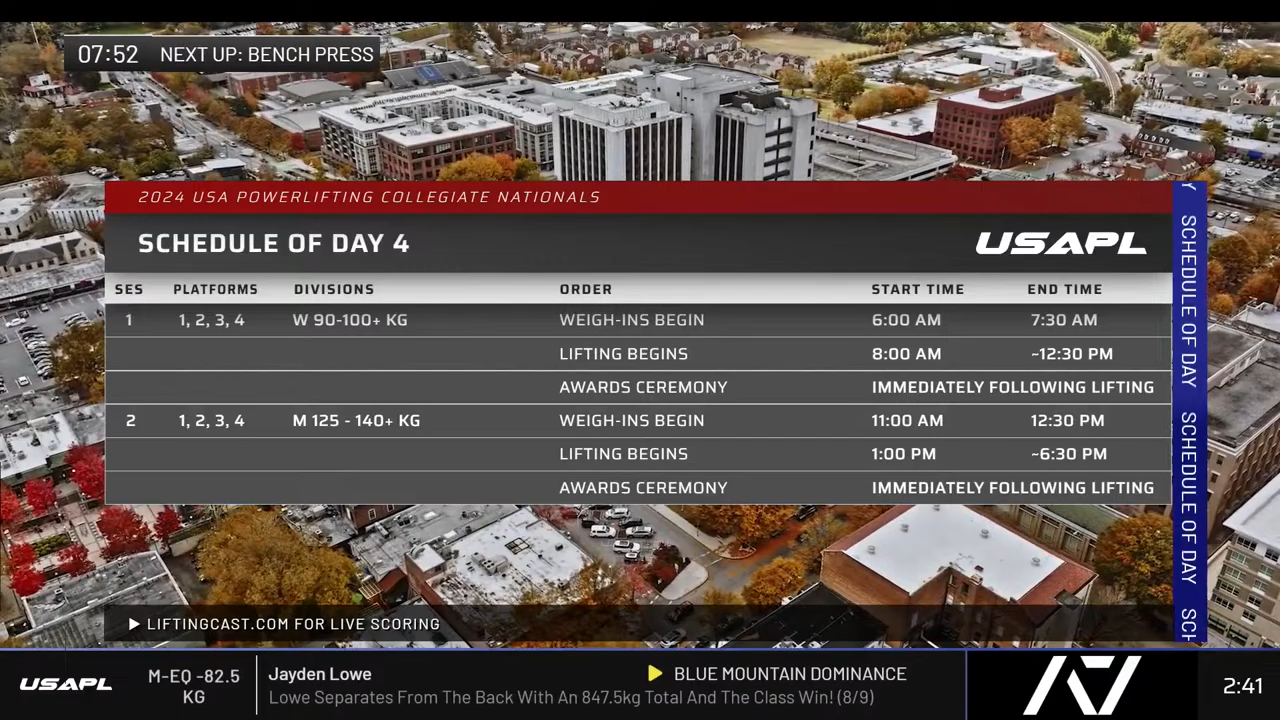 07:52 NEXT UP: BENCH PRESS
2024 USA POWERLIFTING COLLEGIATE NATIONALS
SCHEDULE OF DAY 4 USAPL
SES PLATFORMS DIVISIONS ORDER START TIME END TIME
1 1, 2, 3, 4 W 90-100+ KG WEIGH-INS BEGIN 6:00 AM 7:30 AM
LIFTING BEGINS 8:00 AM ~12:30 PM
AWARDS CEREMONY IMMEDIATELY FOLLOWING LIFTING
2 1, 2, 3, 4 M 125 - 140+ KG WEIGH-INS BEGIN 11:00 AM 12:30 PM
LIFTING BEGINS 1:00 PM ~6:30 PM
AWARDS CEREMONY IMMEDIATELY FOLLOWING LIFTING
Y SCHEDULE OF DAY SCHEDULE OF DAY SCH
▶ LIFTINGCAST.COM FOR LIVE SCORING
USAPL
M-EQ -82.5
KG
Jayden Lowe ▶ BLUE MOUNTAIN DOMINANCE
Lowe Separates From The Back With An 847.5kg Total And The Class Win! (8/9)
2:41